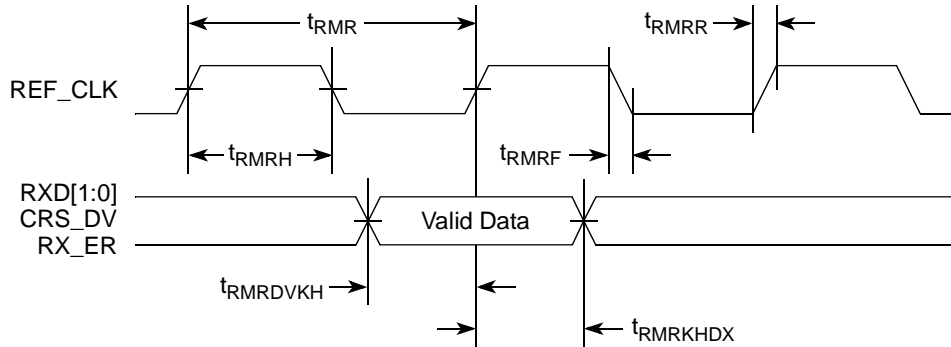 tRMR
tRMRR
REF_CLK
tRMRH
tRMRF
RXD[1:0]
CRS_DV
RX_ER
Valid Data
tRMRDVKH
tRMRKHDX